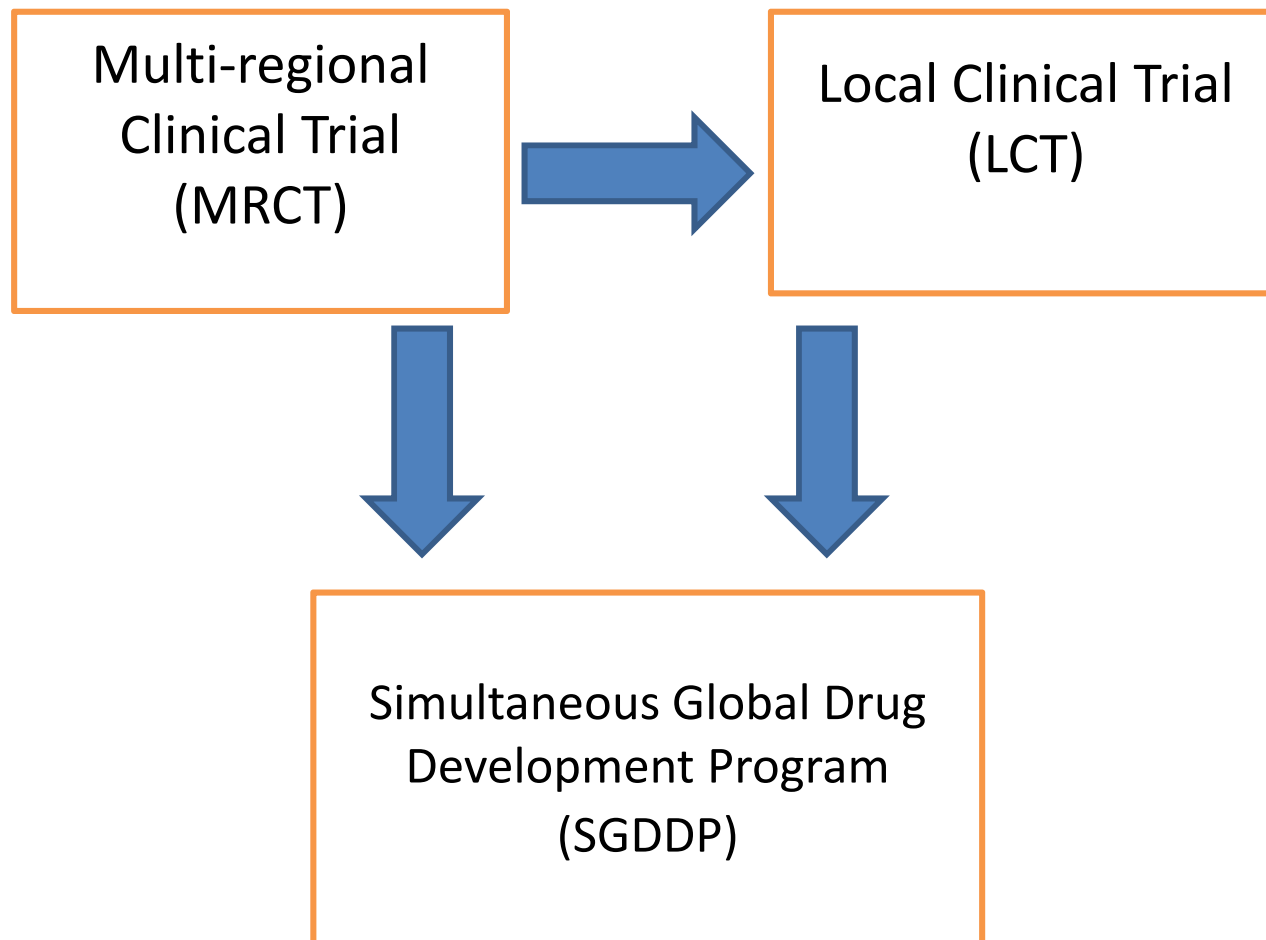 Multi-regional
Clinical Trial
(MRCT)
Local Clinical Trial
(LCT)
Simultaneous Global Drug
Development Program
(SGDDP)